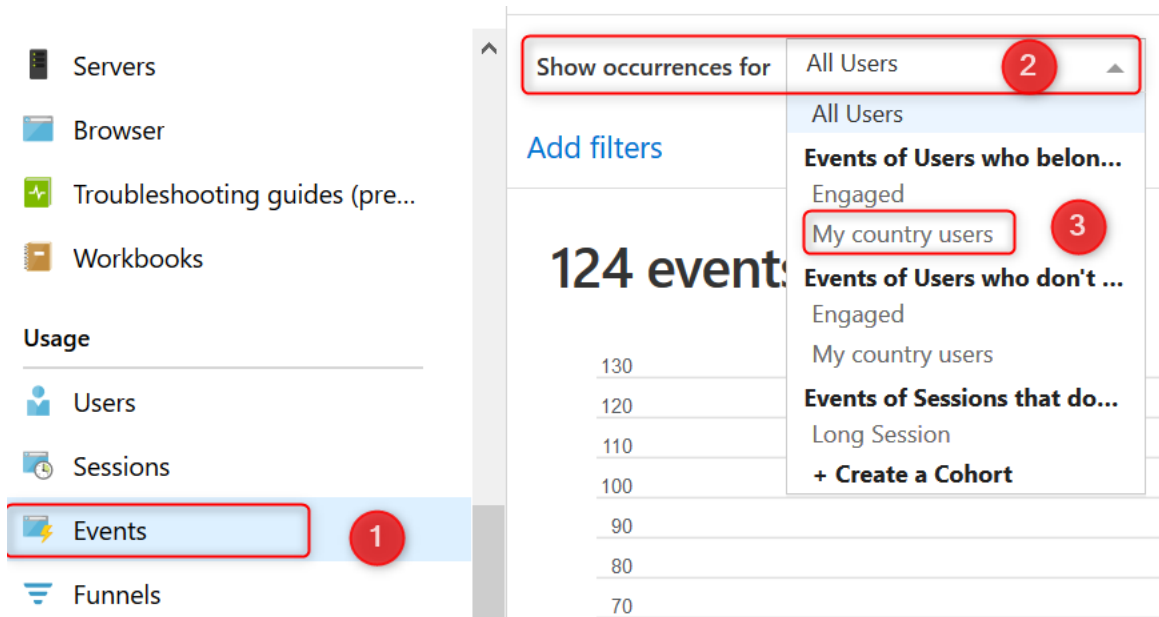 Servers
Browser
Troubleshooting guides (pre...
Workbooks
Usage
Users
Sessions
Events
1
Funnels
Show occurrences for
All Users
2
All Users
Events of Users who belon...
Engaged
My country users
3
Events of Users who don't ...
Engaged
My country users
Events of Sessions that do...
Long Session
+ Create a Cohort
Add filters
124 events
130
120
110
100
90
80
70